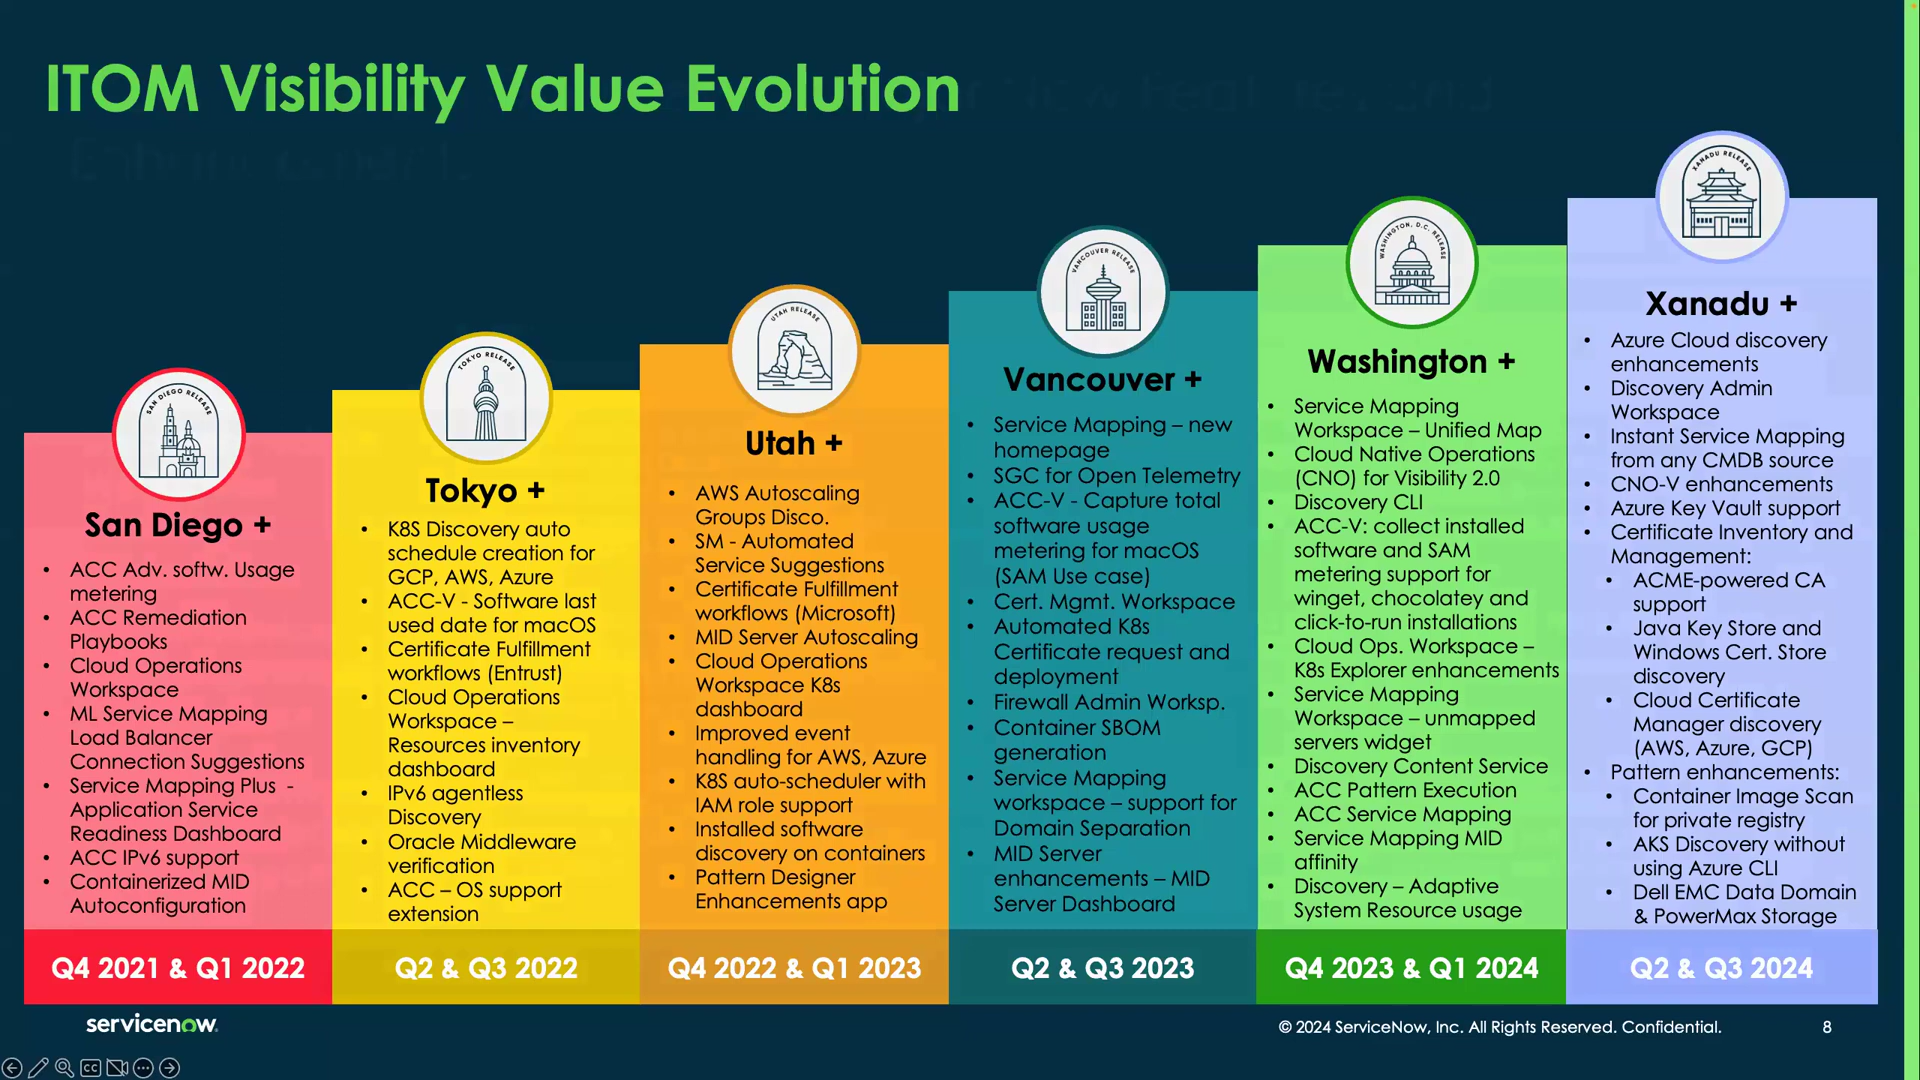 ITOM Visibility Value Evolution
SAN DIEGO RELEASE
San Diego +
• ACC Adv. softw. Usage
metering
• ACC Remediation
Playbooks
• Cloud Operations
Workspace
• ML Service Mapping
Load Balancer
Connection Suggestions
• Service Mapping Plus -
Application Service
Readiness Dashboard
• ACC IPv6 support
• Containerized MID
Autoconfiguration
Q4 2021 & Q1 2022
TOKYO RELEASE
Tokyo +
• K8S Discovery auto
schedule creation for
GCP, AWS, Azure
• ACC-V - Software last
used date for macOS
• Certificate Fulfillment
workflows (Entrust)
• Cloud Operations
Workspace –
Resources inventory
dashboard
• IPv6 agentless
Discovery
• Oracle Middleware
verification
• ACC – OS support
extension
Q2 & Q3 2022
UTAH RELEASE
Utah +
• AWS Autoscaling
Groups Disco.
• SM - Automated
Service Suggestions
• Certificate Fulfillment
workflows (Microsoft)
• MID Server Autoscaling
• Cloud Operations
Workspace K8s
dashboard
• Improved event
handling for AWS, Azure
• K8S auto-scheduler with
IAM role support
• Installed software
discovery on containers
• Pattern Designer
Enhancements app
Q4 2022 & Q1 2023
VANCOUVER RELEASE
Vancouver +
• Service Mapping – new
homepage
• SGC for Open Telemetry
• ACC-V - Capture total
software usage
metering for macOS
(SAM Use case)
• Cert. Mgmt. Workspace
• Automated K8s
Certificate request and
deployment
• Firewall Admin Worksp.
• Container SBOM
generation
• Service Mapping
workspace – support for
Domain Separation
• MID Server
enhancements – MID
Server Dashboard
Q2 & Q3 2023
WASHINGTON, D.C. RELEASE
Washington +
• Service Mapping
Workspace – Unified Map
• Cloud Native Operations
(CNO) for Visibility 2.0
• Discovery CLI
• ACC-V: collect installed
software and SAM
metering support for
winget, chocolatey and
click-to-run installations
• Cloud Ops. Workspace –
K8s Explorer enhancements
• Service Mapping
Workspace – unmapped
servers widget
• Discovery Content Service
• ACC Pattern Execution
• ACC Service Mapping
• Service Mapping MID
affinity
• Discovery – Adaptive
System Resource usage
Q4 2023 & Q1 2024
XANADU RELEASE
Xanadu +
• Azure Cloud discovery
enhancements
• Discovery Admin
Workspace
• Instant Service Mapping
from any CMDB source
• CNO-V enhancements
• Azure Key Vault support
• Certificate Inventory and
Management:
• ACME-powered CA
support
• Java Key Store and
Windows Cert. Store
discovery
• Cloud Certificate
Manager discovery
(AWS, Azure, GCP)
• Pattern enhancements:
• Container Image Scan
for private registry
• AKS Discovery without
using Azure CLI
• Dell EMC Data Domain
& PowerMax Storage
Q2 & Q3 2024
servicenow
© 2024 ServiceNow, Inc. All Rights Reserved. Confidential.
8
CC